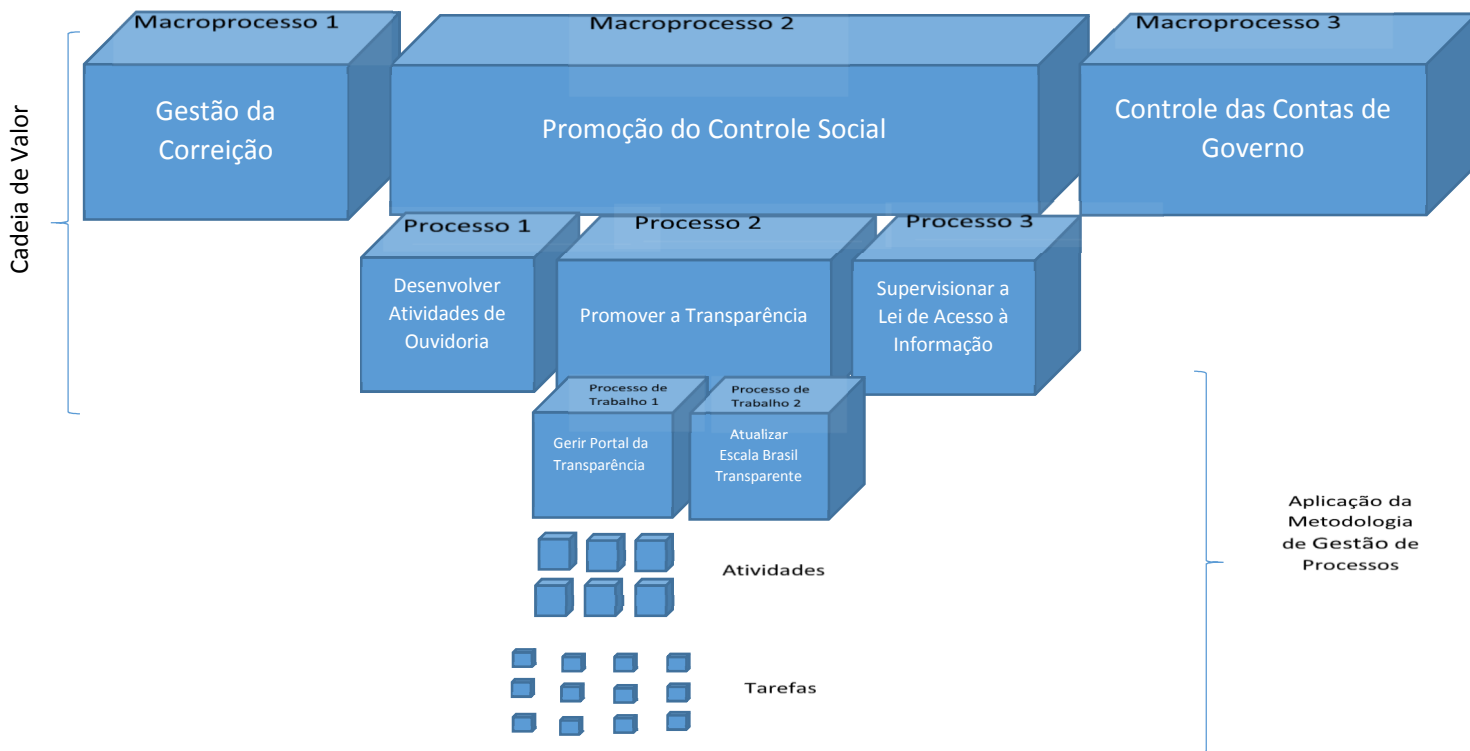 Cadeia de Valor
Macroprocesso 1
Gestão da
Correição
Macroprocesso 2
Promoção do Controle Social
Macroprocesso 3
Controle das Contas de
Governo
Processo 1
Desenvolver
Atividades de
Ouvidoria
Processo 2
Promover a Transparência
Processo 3
Supervisionar a
Lei de Acesso à
Informação
Processo de
Trabalho 1
Gerir Portal da
Transparência
Processo de
Trabalho 2
Atualizar
Escala Brasil
Transparente
Atividades
Tarefas
Aplicação da
Metodologia
de Gestão de
Processos